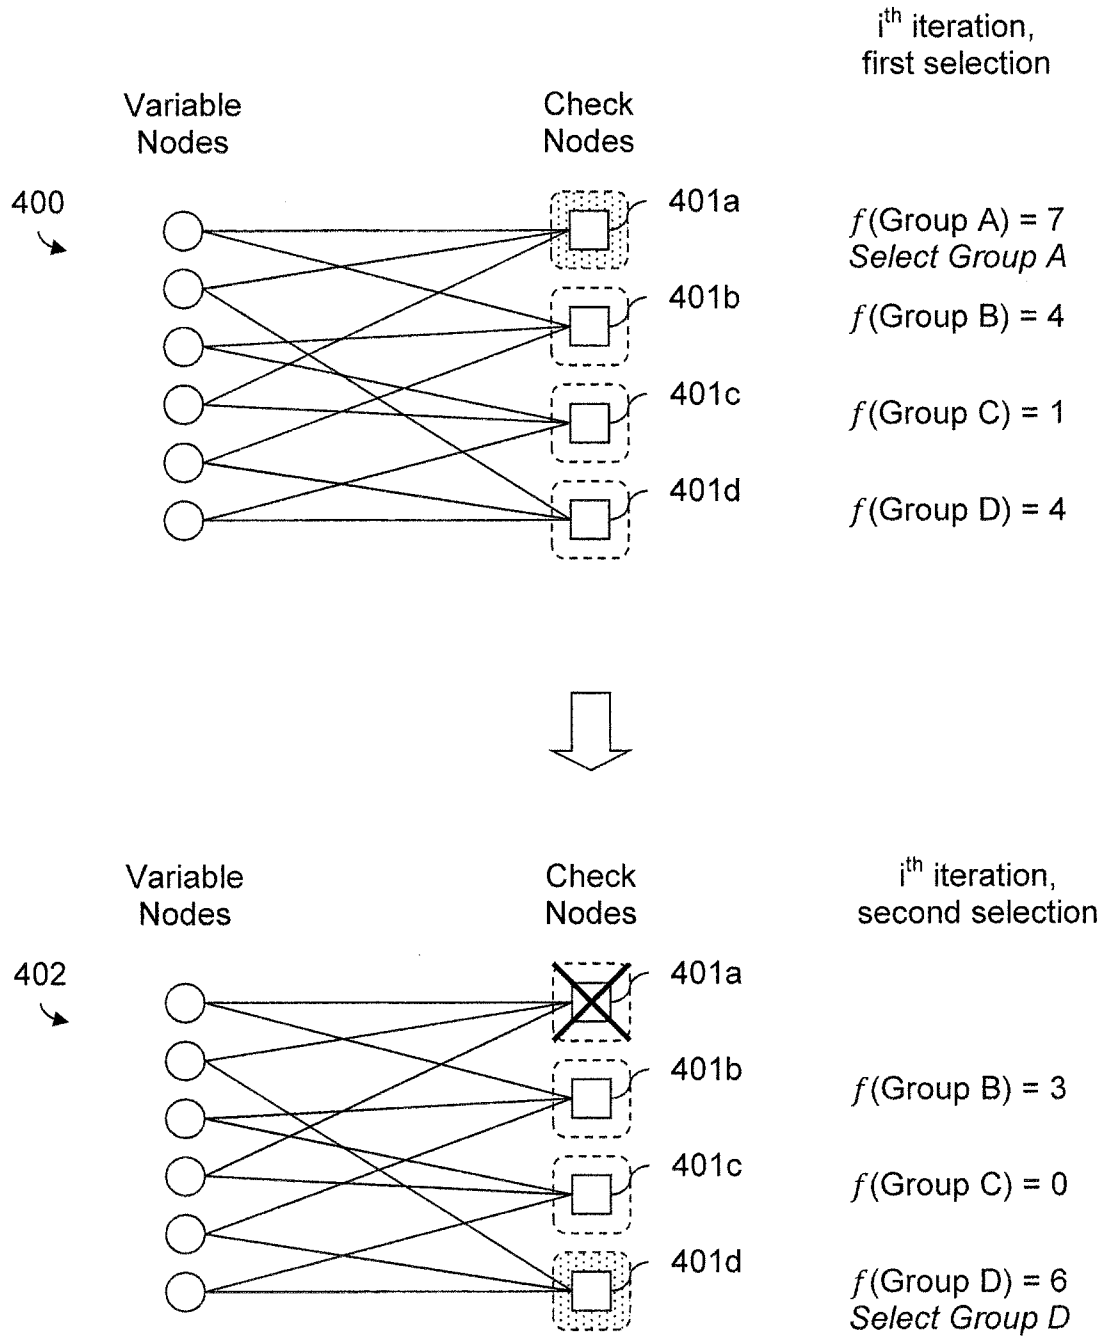 i^th iteration,
first selection
Variable
Nodes
Check
Nodes
400
401a
f(Group A) = 7
Select Group A
401b
f(Group B) = 4
401c
f(Group C) = 1
401d
f(Group D) = 4
Variable
Nodes
Check
Nodes
i^th iteration,
second selection
402
401a
401b
f(Group B) = 3
401c
f(Group C) = 0
401d
f(Group D) = 6
Select Group D